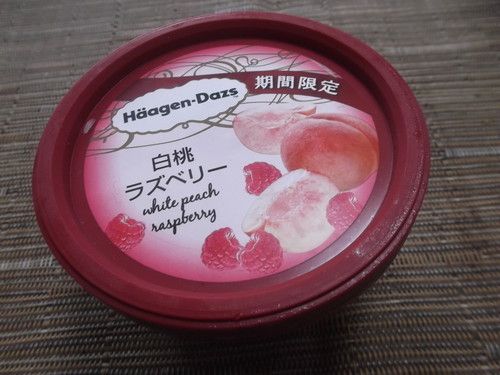 Häagen-Dazs
期間限定
白桃
ラズベリー
white peach
raspberry